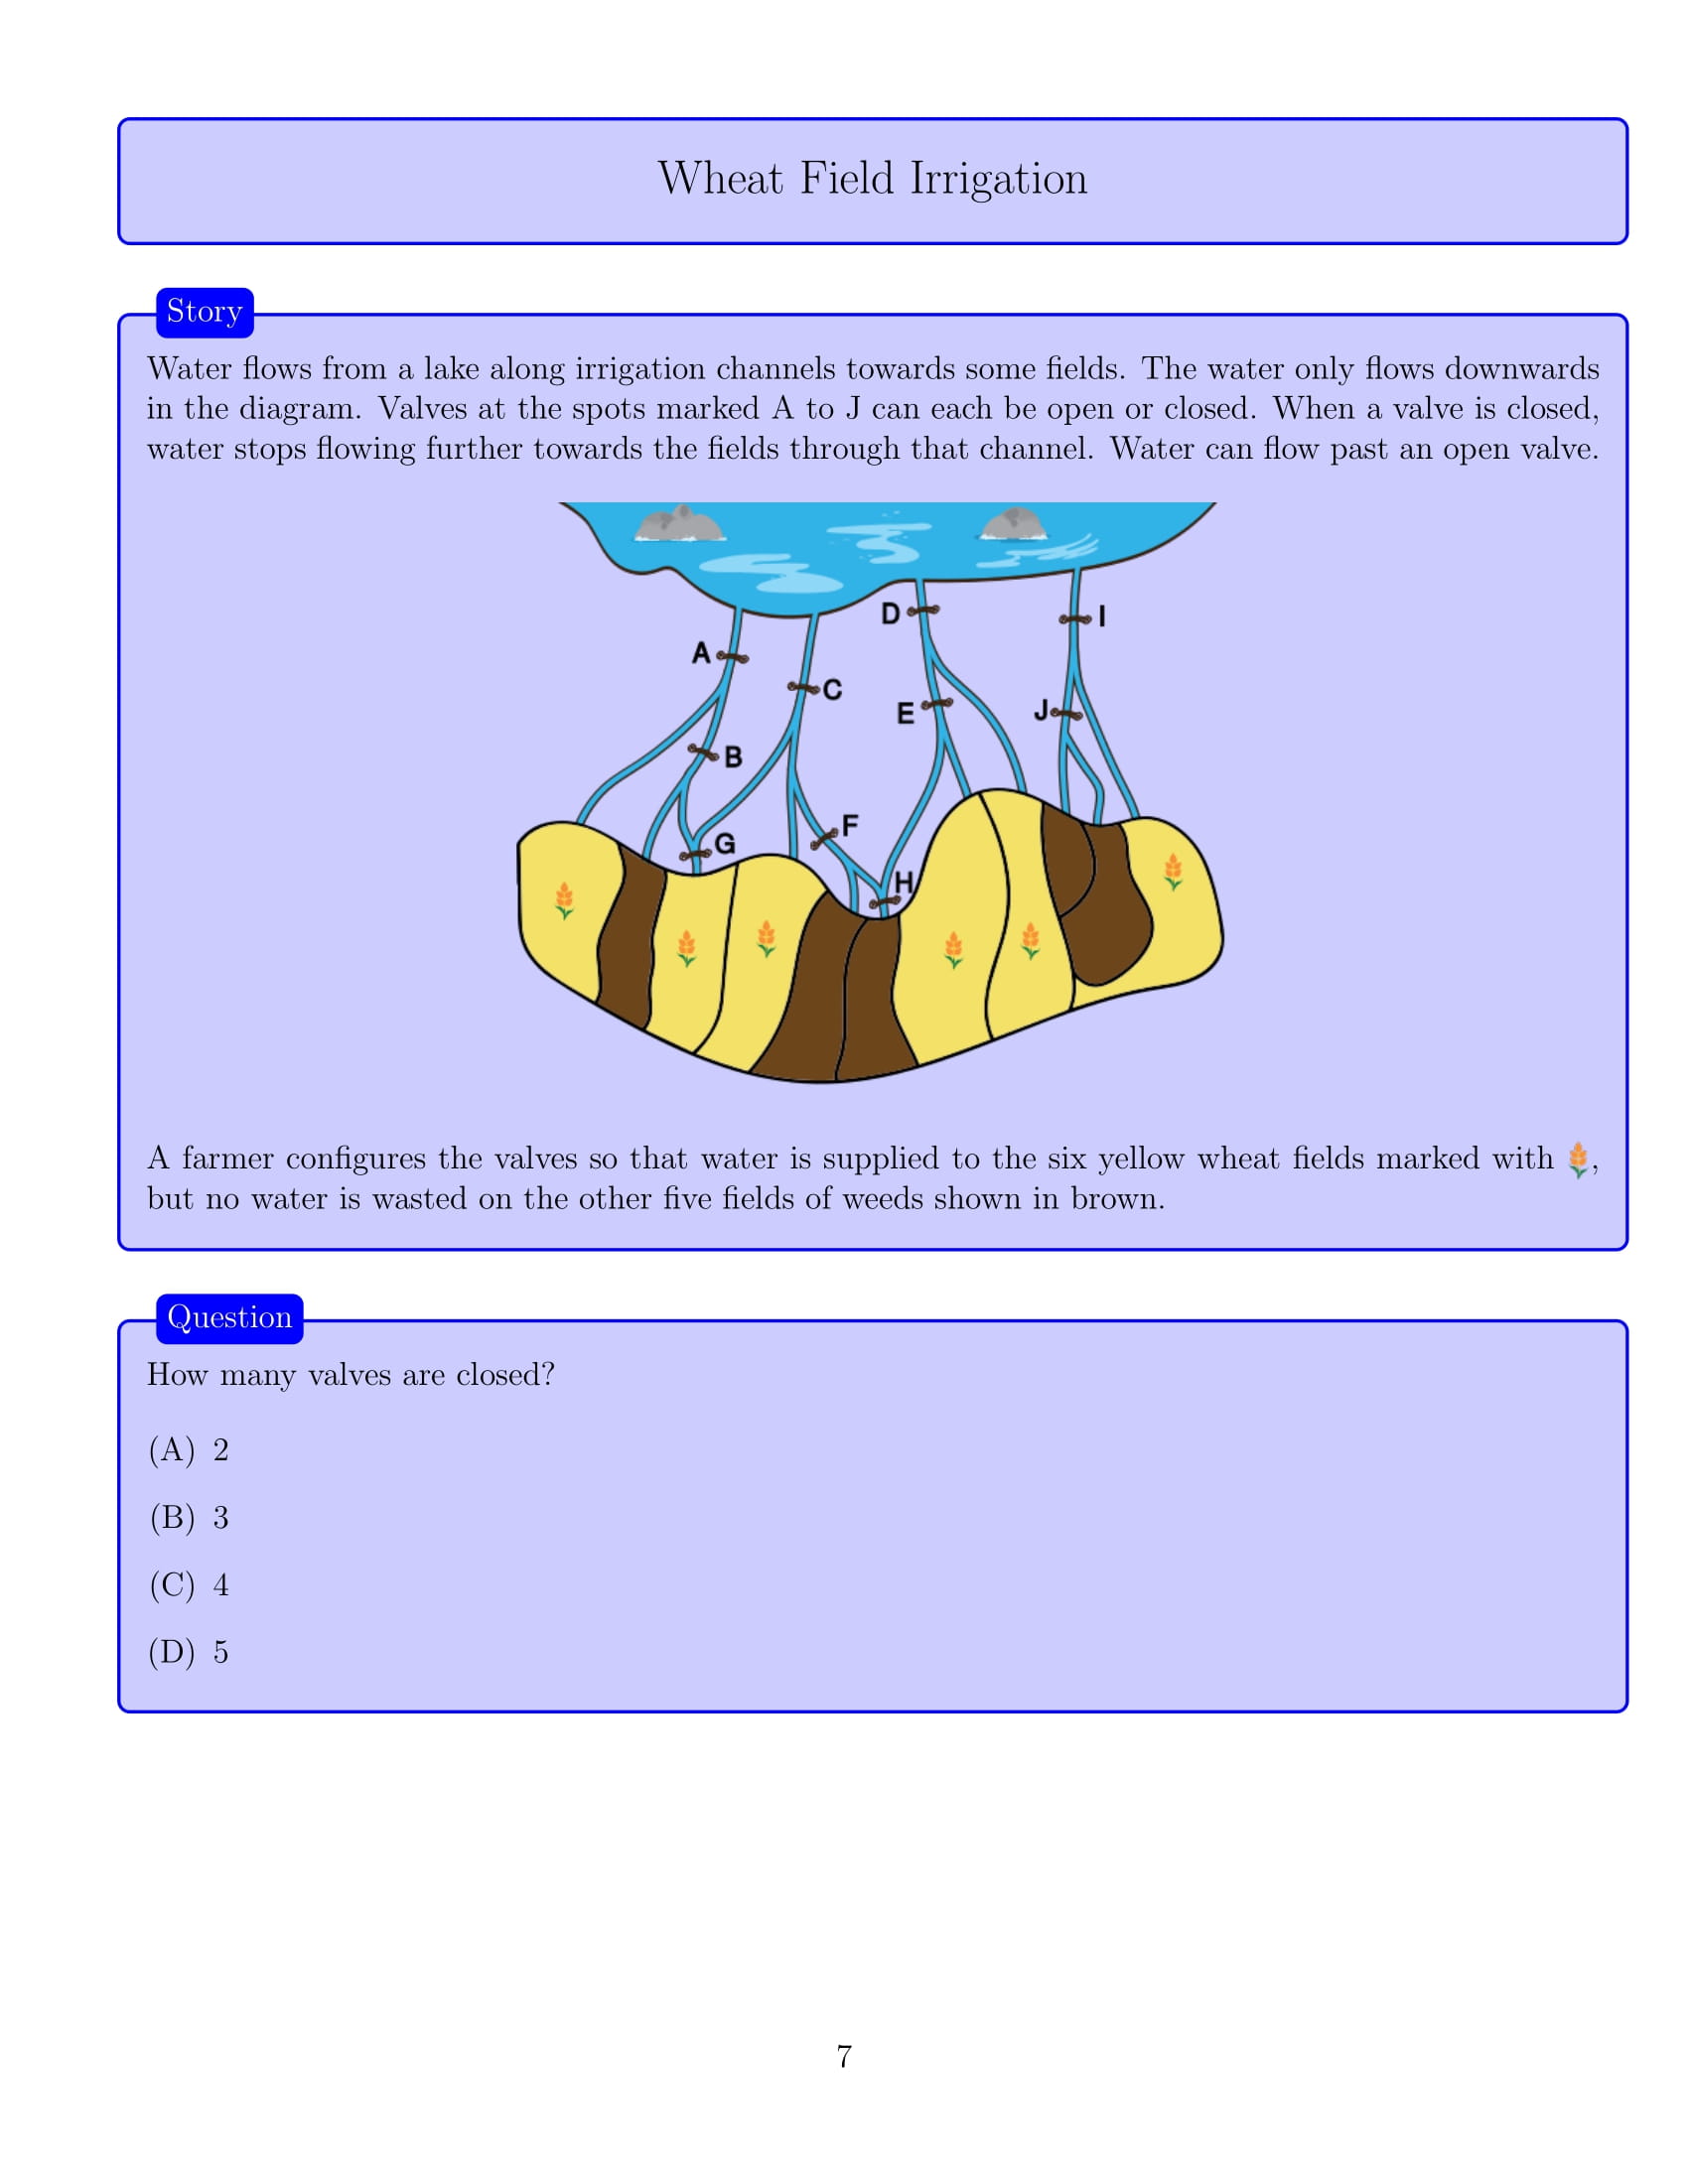 Wheat Field Irrigation
Story
Water flows from a lake along irrigation channels towards some fields. The water only flows downwards
in the diagram. Valves at the spots marked A to J can each be open or closed. When a valve is closed,
water stops flowing further towards the fields through that channel. Water can flow past an open valve.
D
I
A
C
E
J
B
F
G
H
A farmer configures the valves so that water is supplied to the six yellow wheat fields marked with ,
but no water is wasted on the other five fields of weeds shown in brown.
Question
How many valves are closed?
(A) 2
(B) 3
(C) 4
(D) 5
7